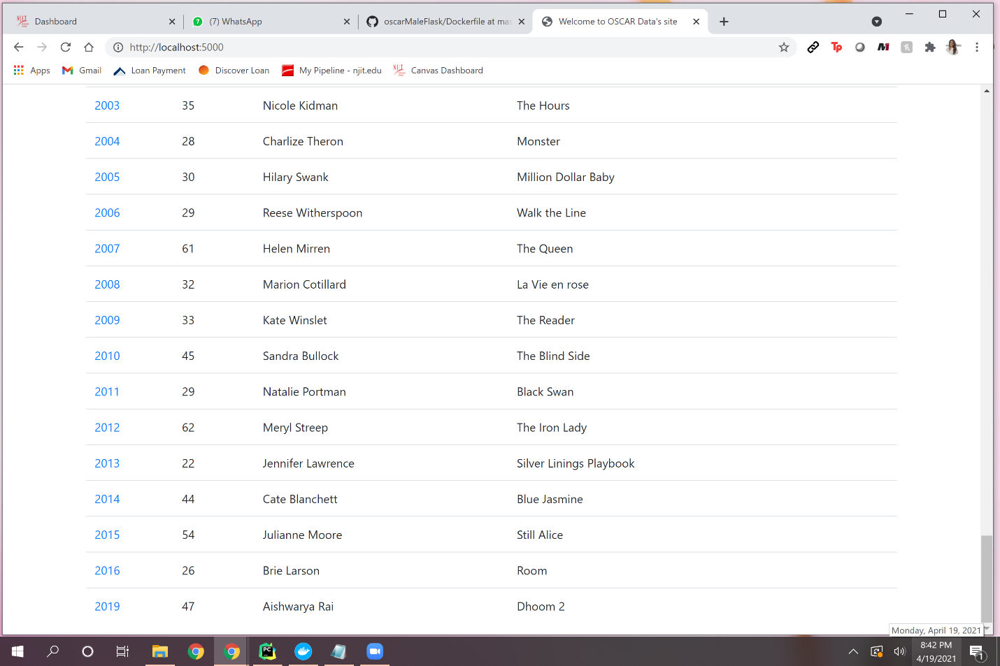 Dashboard
(7) WhatsApp
oscarMaleFlask/Dockerfile at mas
Welcome to OSCAR Data's site
http://localhost:5000
Apps
Gmail
Loan Payment
Discover Loan
My Pipeline - njit.edu
Canvas Dashboard
2003 35 Nicole Kidman The Hours
2004 28 Charlize Theron Monster
2005 30 Hilary Swank Million Dollar Baby
2006 29 Reese Witherspoon Walk the Line
2007 61 Helen Mirren The Queen
2008 32 Marion Cotillard La Vie en rose
2009 33 Kate Winslet The Reader
2010 45 Sandra Bullock The Blind Side
2011 29 Natalie Portman Black Swan
2012 62 Meryl Streep The Iron Lady
2013 22 Jennifer Lawrence Silver Linings Playbook
2014 44 Cate Blanchett Blue Jasmine
2015 54 Julianne Moore Still Alice
2016 26 Brie Larson Room
2019 47 Aishwarya Rai Dhoom 2
Monday, April 19, 2021
8:42 PM
4/19/2021